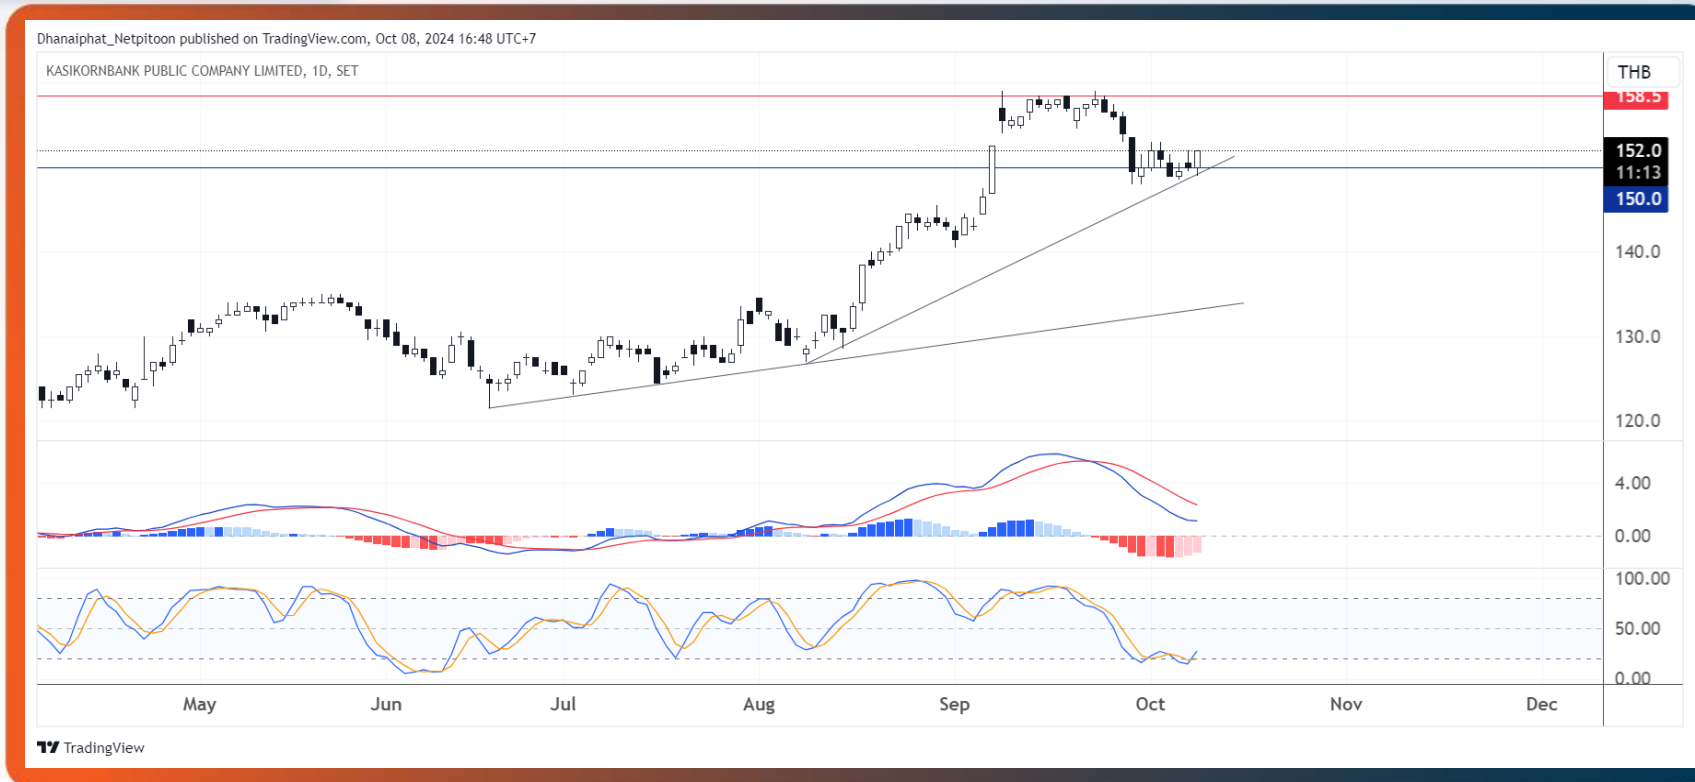 Dhanaiphat_Netpitoon published on TradingView.com, Oct 08, 2024 16:48 UTC+7
KASIKORNBANK PUBLIC COMPANY LIMITED, 1D, SET
THB
158.5
152.0
11:13
150.0
140.0
130.0
120.0
4.00
0.00
100.00
50.00
0.00
May Jun Jul Aug Sep Oct Nov Dec
TradingView